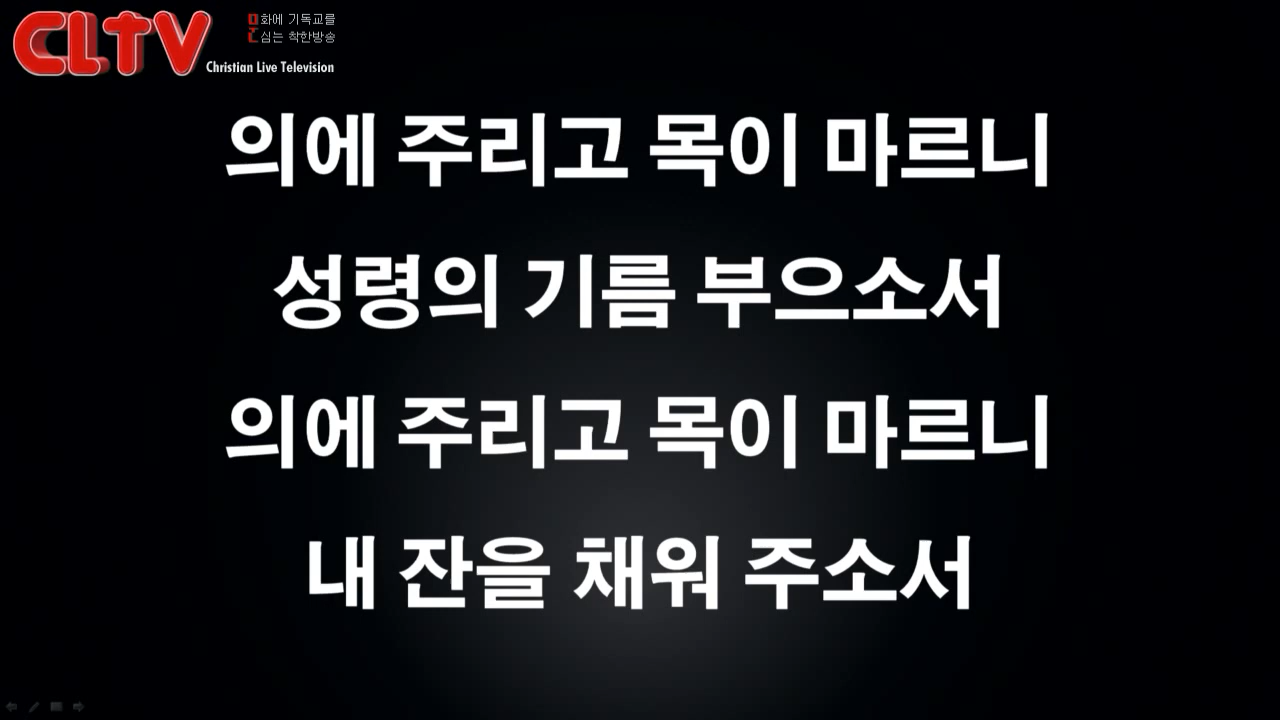 CLTV
문화에 기독교를
심는 착한방송
Christian Live Television
의에 주리고 목이 마르니
성령의 기름 부으소서
의에 주리고 목이 마르니
내 잔을 채워 주소서